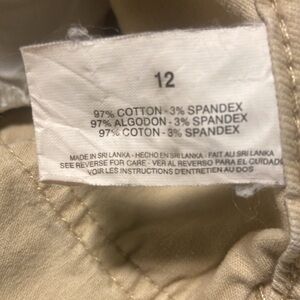 12
97% COTTON - 3% SPANDEX
97% ALGODON - 3% SPANDEX
97% COTON - 3% SPANDEX
MADE IN SRI LANKA - HECHO EN SRI LANKA - FAIT AU SRI LANKA
SEE REVERSE FOR CARE - VER AL REVERSO PARA EL CUIDADO
VOIR LES INSTRUCTIONS D'ENTRETIEN AU DOS